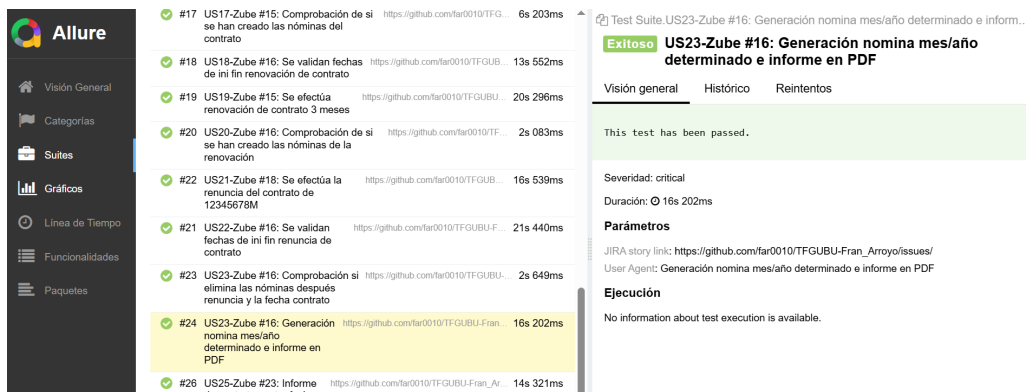 Allure
Visión General
Categorías
Suites
Gráficos
Línea de Tiempo
Funcionalidades
Paquetes
#17 US17-Zube #15: Comprobación de si https://github.com/far0010/TFG... 6s 203ms
se han creado las nóminas del
contrato
#18 US18-Zube #16: Se validan fechas https://github.com/far0010/TFGUB... 13s 552ms
de ini fin renovación de contrato
#19 US19-Zube #15: Se efectúa https://github.com/far0010/TFGUBU... 20s 296ms
renovación de contrato 3 meses
#20 US20-Zube #16: Comprobación de si https://github.com/far0010/TF... 2s 083ms
se han creado las nóminas de la
renovación
#22 US21-Zube #18: Se efectúa la https://github.com/far0010/TFGUB... 16s 539ms
renuncia del contrato de
12345678M
#21 US22-Zube #16: Se validan https://github.com/far0010/TFGUBU-F... 21s 440ms
fechas de ini fin renuncia de
contrato
#23 US23-Zube #16: Comprobación si https://github.com/far0010/TFGUBU-... 2s 649ms
elimina las nóminas después
renuncia y la fecha contrato
#24 US23-Zube #16: Generación https://github.com/far0010/TFGUBU-Fran... 16s 202ms
nomina mes/año
determinado e informe en
PDF
#26 US25-Zube #23: Informe https://github.com/far0010/TFGUBU-Fran_Ar... 14s 321ms
Test Suite.US23-Zube #16: Generación nomina mes/año determinado e inform...
Exitoso US23-Zube #16: Generación nomina mes/año
determinado e informe en PDF
Visión general Histórico Reintentos
This test has been passed.
Severidad: critical
Duración: 16s 202ms
Parámetros
JIRA story link: https://github.com/far0010/TFGUBU-Fran_Arroyo/issues/
User Agent: Generación nomina mes/año determinado e informe en PDF
Ejecución
No information about test execution is available.